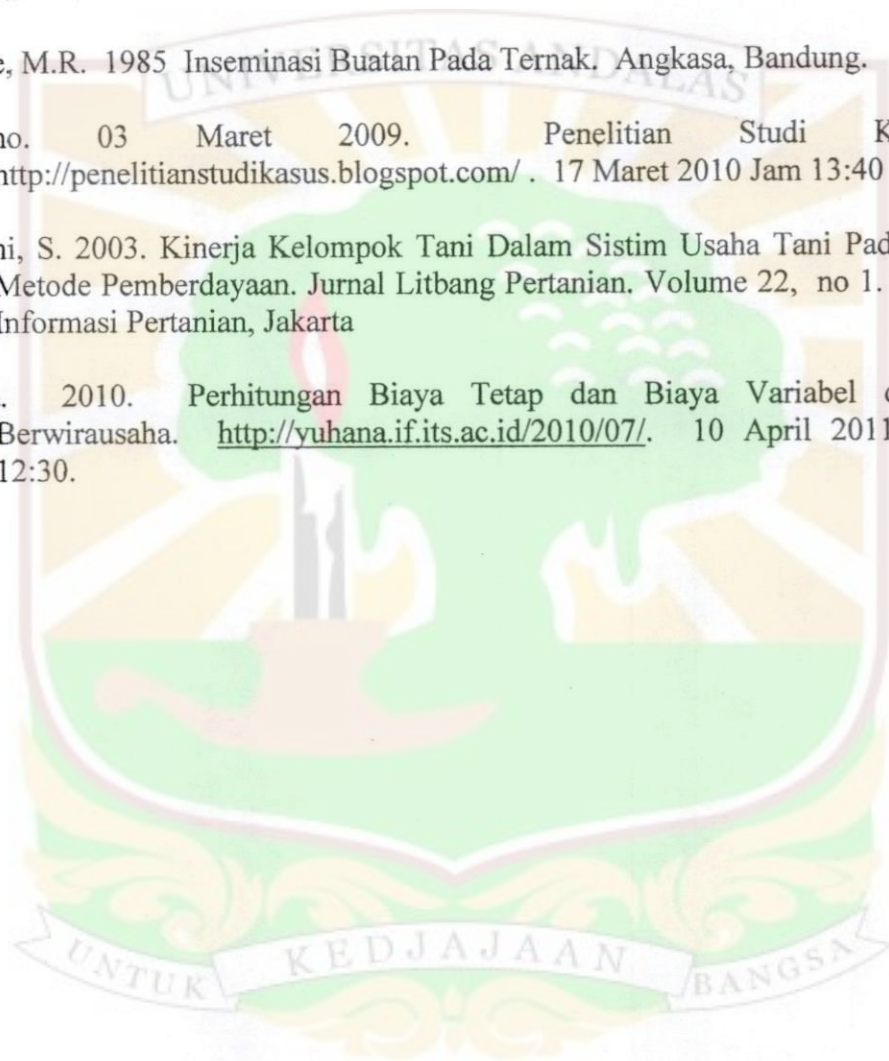 UNIVERSITAS ANDALAS
e, M.R. 1985 Inseminasi Buatan Pada Ternak. Angkasa, Bandung.
no. 03 Maret 2009. Penelitian Studi K
http://penelitianstudikasus.blogspot.com/ . 17 Maret 2010 Jam 13:40
ni, S. 2003. Kinerja Kelompok Tani Dalam Sistim Usaha Tani Pad
Metode Pemberdayaan. Jurnal Litbang Pertanian. Volume 22, no 1.
Informasi Pertanian, Jakarta
. 2010. Perhitungan Biaya Tetap dan Biaya Variabel
Berwirausaha. http://yuhana.if.its.ac.id/2010/07/. 10 April 2011
12:30.
UNTUK KEDJAJAAN BANGSA